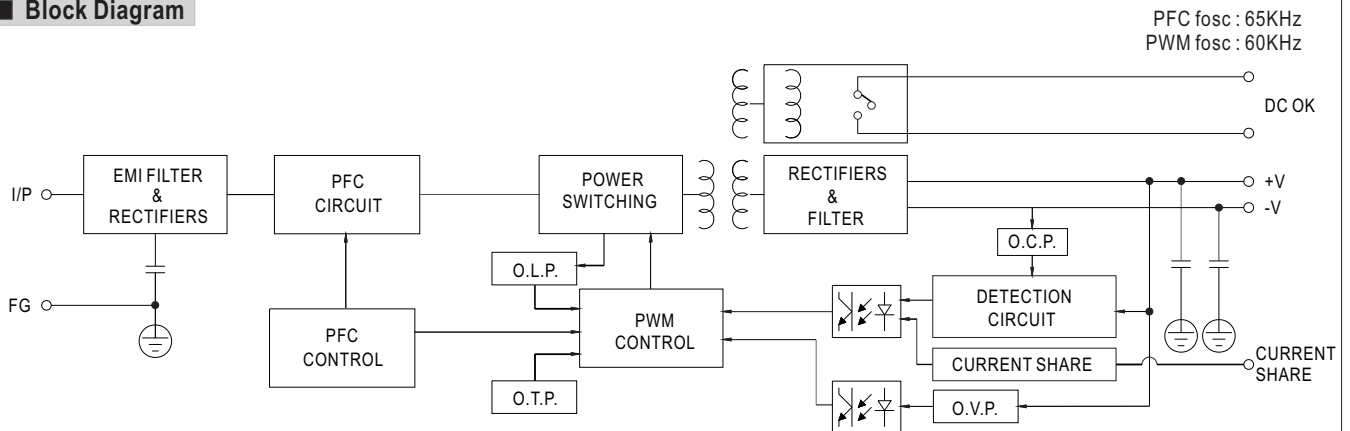 Block Diagram
PFC fosc : 65KHz
PWM fosc : 60KHz
DC OK
I/P
EMI FILTER
&
RECTIFIERS
PFC
CIRCUIT
POWER
SWITCHING
RECTIFIERS
&
FILTER
+V
-V
O.C.P.
O.L.P.
FG
PFC
CONTROL
PWM
CONTROL
DETECTION
CIRCUIT
CURRENT SHARE
CURRENT
SHARE
O.T.P.
O.V.P.